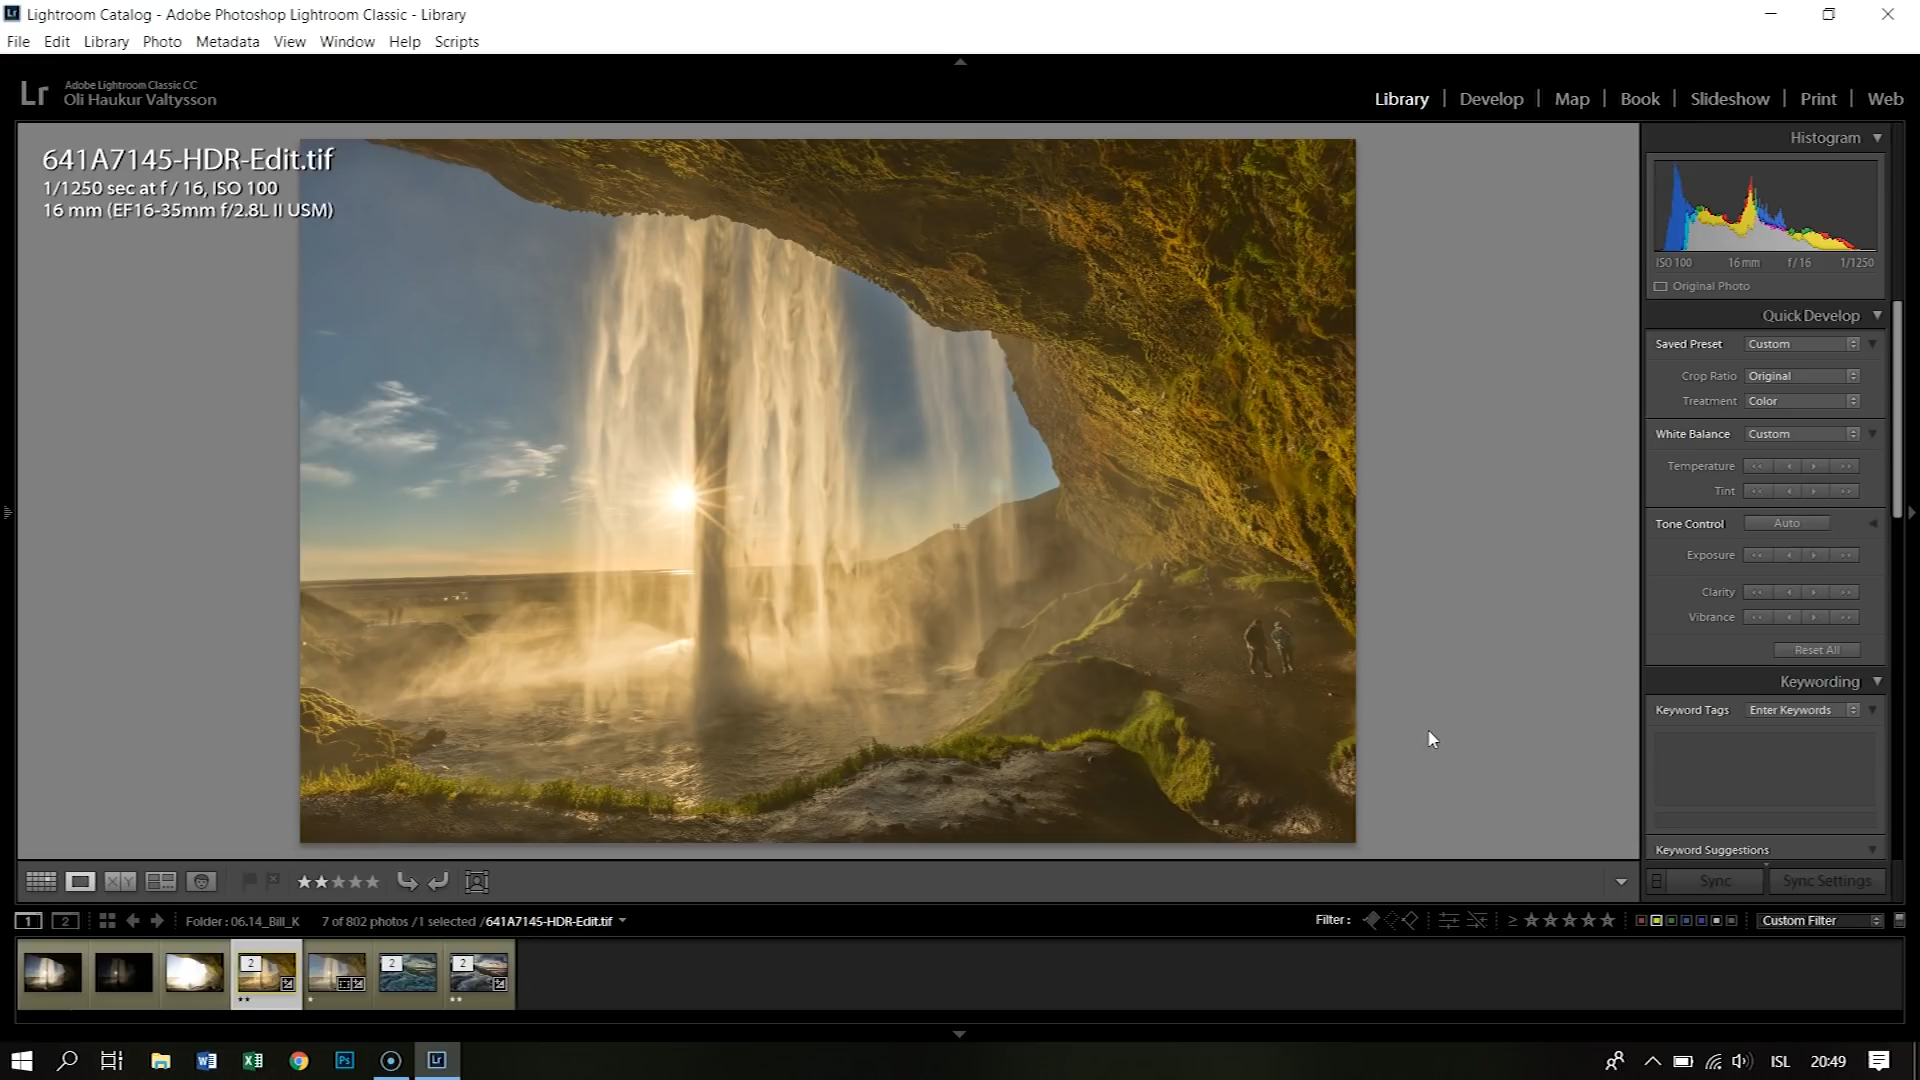 Lightroom Catalog - Adobe Photoshop Lightroom Classic - Library
File Edit Library Photo Metadata View Window Help Scripts
Lr Adobe Lightroom Classic CC
Oli Haukur Valtysson
Library | Develop | Map | Book | Slideshow | Print | Web
641A7145-HDR-Edit.tif
1/1250 sec at f / 16, ISO 100
16 mm (EF16-35mm f/2.8L II USM)
Histogram
ISO 100 16 mm f / 16 1/1250
Original Photo
Quick Develop
Saved Preset Custom
Crop Ratio Original
Treatment Color
White Balance Custom
Temperature
Tint
Tone Control Auto
Exposure
Clarity
Vibrance
Reset All
Keywording
Keyword Tags Enter Keywords
Keyword Suggestions
Sync Sync Settings
X Y
1 2 Folder : 06.14_Bill_K 7 of 802 photos / 1 selected / 641A7145-HDR-Edit.tif Filter : ≥ Custom Filter
2 2 2
Ps Lr ISL 20:49